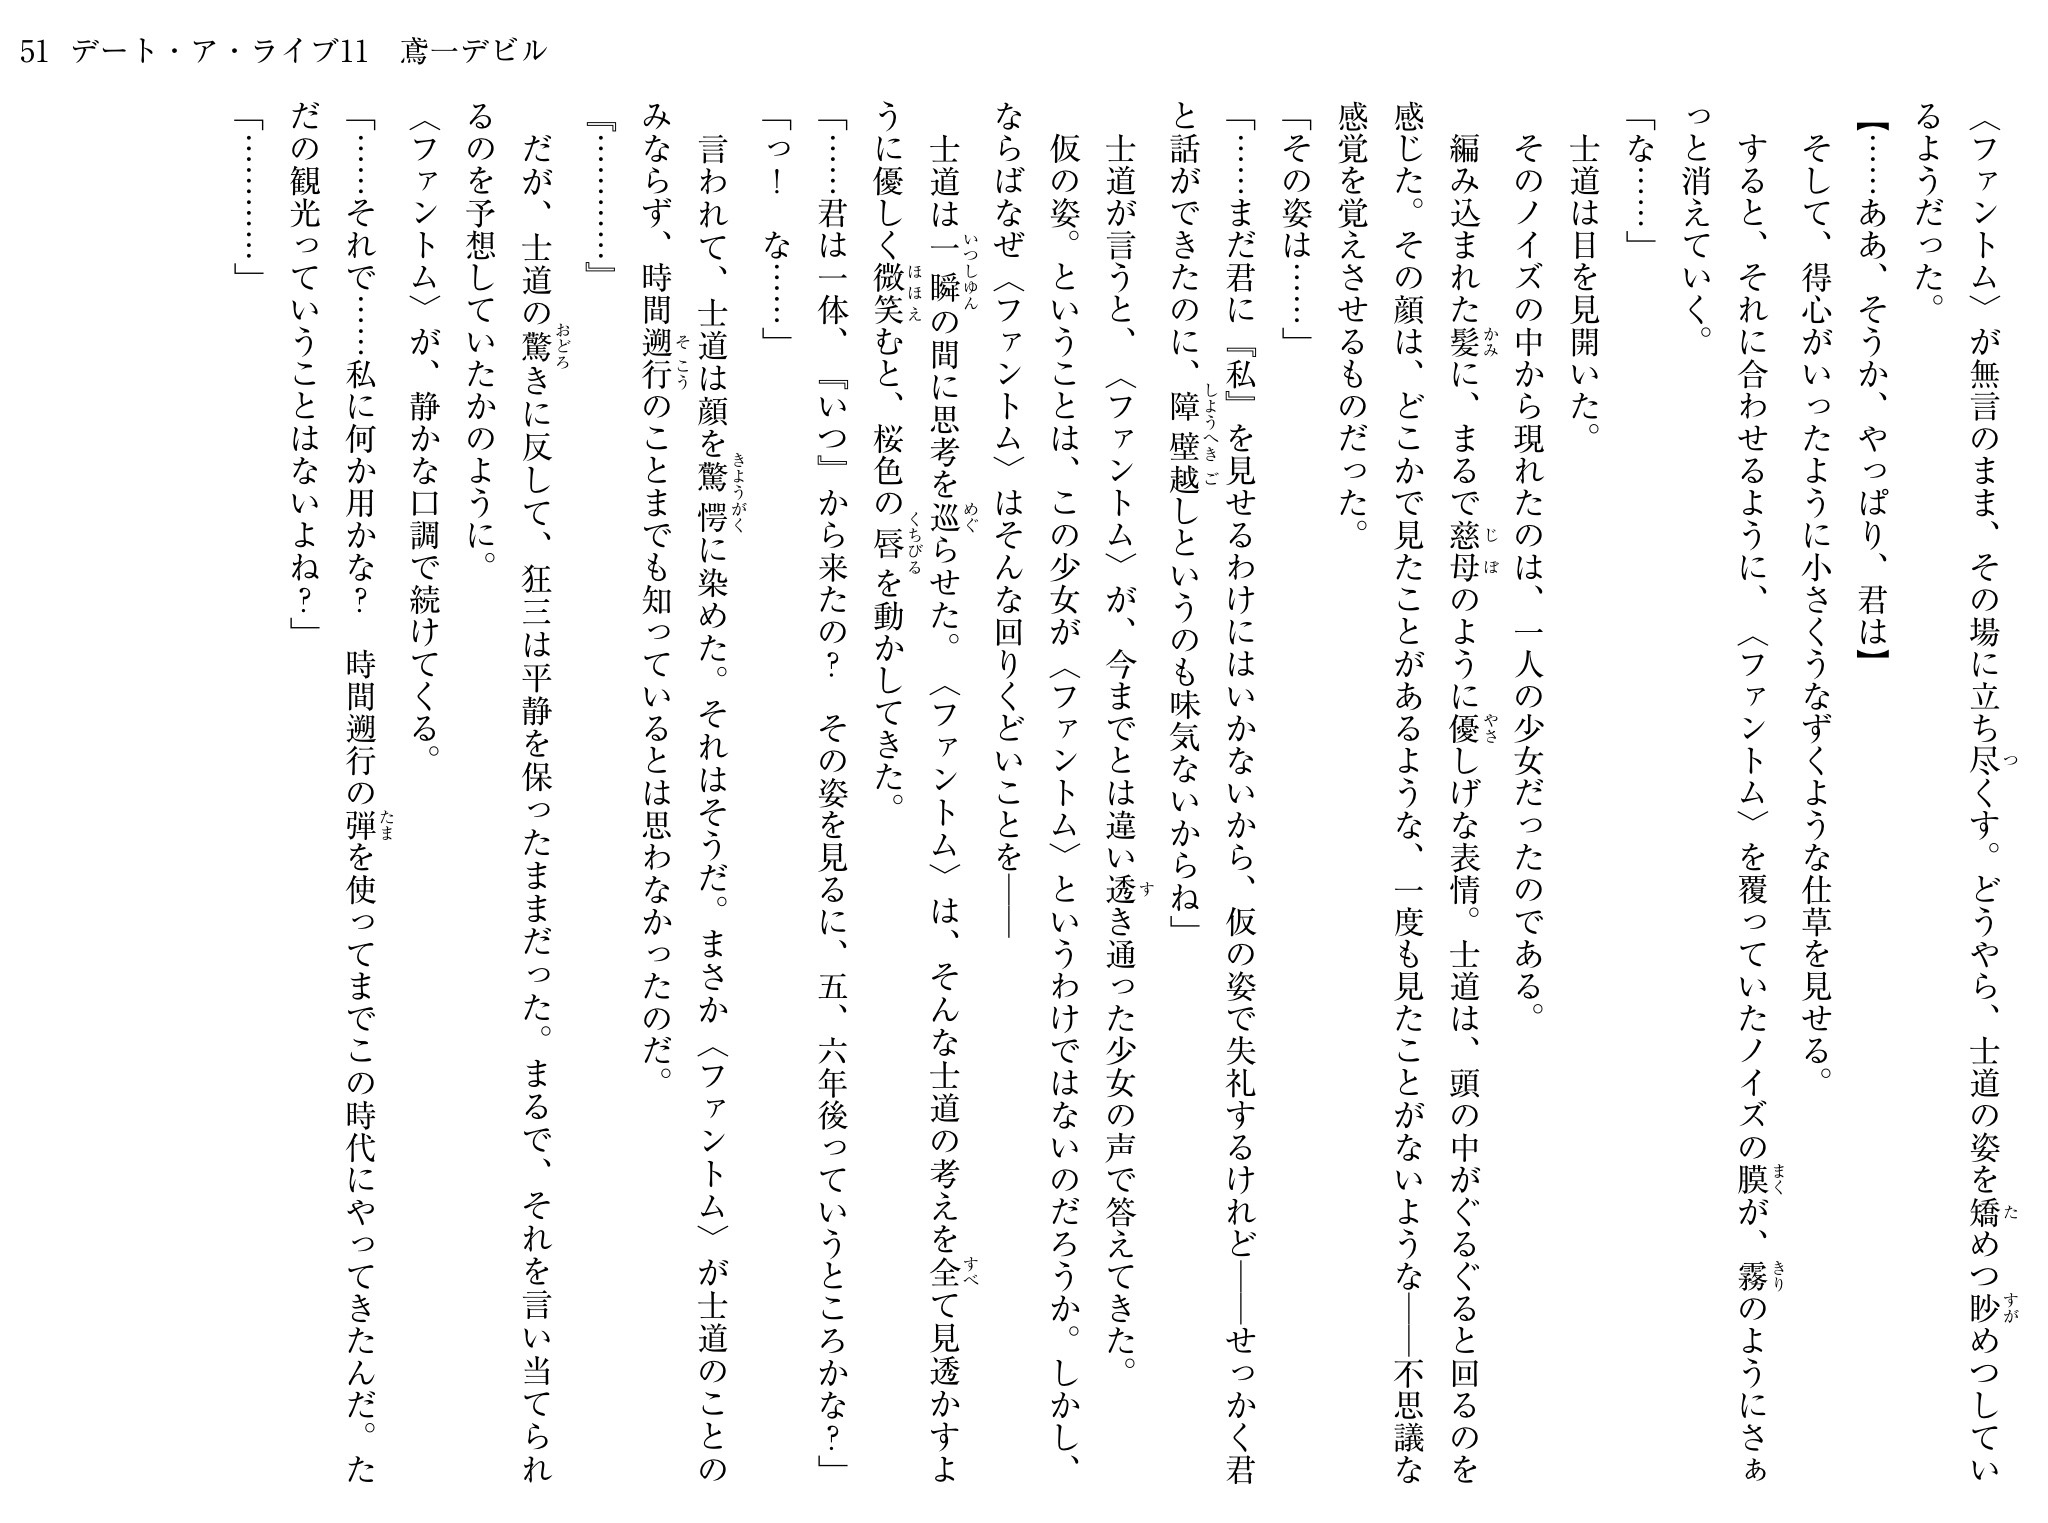 51 デート・ア・ライブ11　鳶一デビル
〈ファントム〉が無言のまま、その場に立ち尽くす。どうやら、士道の姿を矯めつ眇めつしてい
るようだった。
【……ああ、そうか、やっぱり、君は】
　そして、得心がいったように小さくうなずくような仕草を見せる。
　すると、それに合わせるように、〈ファントム〉を覆っていたノイズの膜が、霧のようにさぁ
っと消えていく。
「な……」
　士道は目を見開いた。
　そのノイズの中から現れたのは、一人の少女だったのである。
　編み込まれた髪に、まるで慈母のように優しげな表情。士道は、頭の中がぐるぐると回るのを
感じた。その顔は、どこかで見たことがあるような、一度も見たことがないような――不思議な
感覚を覚えさせるものだった。
「その姿は……」
「……まだ君に『私』を見せるわけにはいかないから、仮の姿で失礼するけれど――せっかく君
と話ができたのに、障壁越しというのも味気ないからね」
　士道が言うと、〈ファントム〉が、今までとは違い透き通った少女の声で答えてきた。
　仮の姿。ということは、この少女が〈ファントム〉というわけではないのだろうか。しかし、
ならばなぜ〈ファントム〉はそんな回りくどいことを――
　士道は一瞬の間に思考を巡らせた。〈ファントム〉は、そんな士道の考えを全て見透かすよ
うに優しく微笑むと、桜色の唇を動かしてきた。
「……君は一体、『いつ』から来たの？　その姿を見るに、五、六年後っていうところかな？」
「っ！　な……」
　言われて、士道は顔を驚愕に染めた。それはそうだ。まさか〈ファントム〉が士道のことの
みならず、時間遡行のことまでも知っているとは思わなかったのだ。
『…………』
　だが、士道の驚きに反して、狂三は平静を保ったままだった。まるで、それを言い当てられ
るのを予想していたかのように。
〈ファントム〉が、静かな口調で続けてくる。
「……それで……私に何か用かな？　時間遡行の弾を使ってまでこの時代にやってきたんだ。た
だの観光っていうことはないよね？」
「…………」